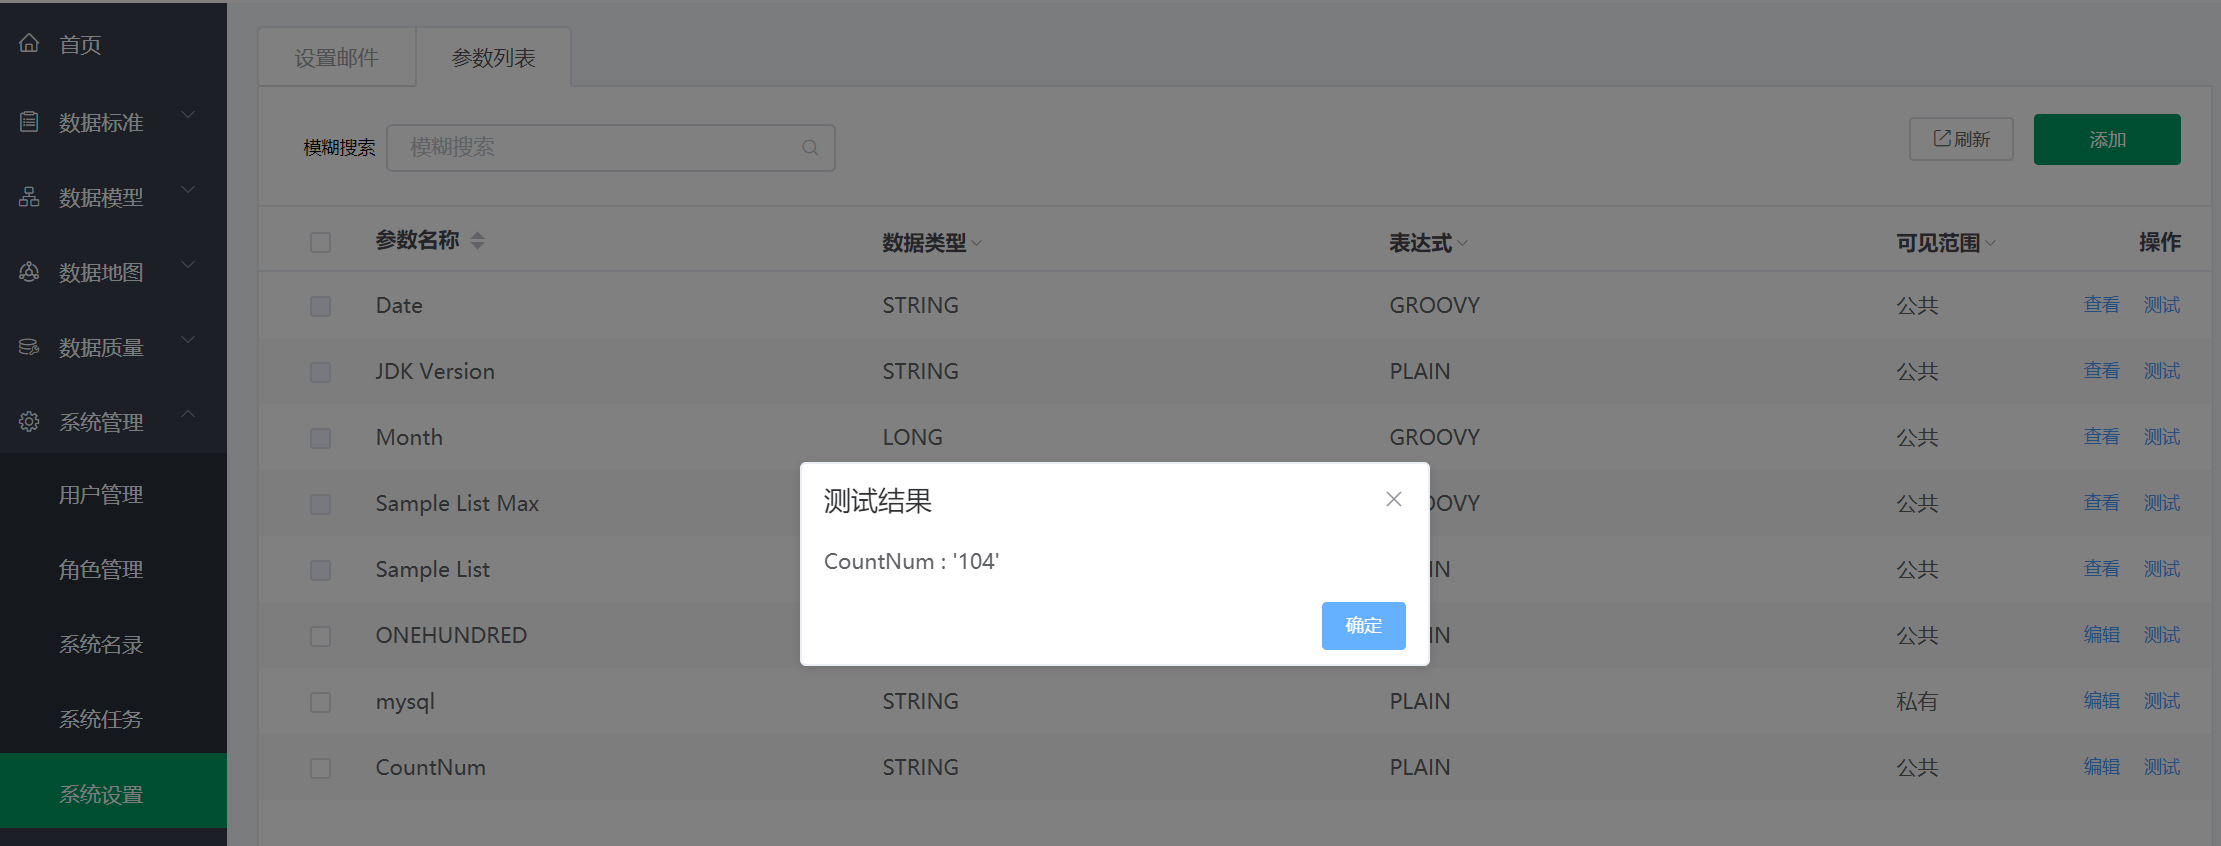 首页
数据标准
数据模型
数据地图
数据质量
系统管理
用户管理
角色管理
系统名录
系统任务
系统设置
设置邮件 参数列表
模糊搜索 模糊搜索 刷新 添加
参数名称 数据类型 表达式 可见范围 操作
Date STRING GROOVY 公共 查看 测试
JDK Version STRING PLAIN 公共 查看 测试
Month LONG GROOVY 公共 查看 测试
Sample List Max OOVY 公共 查看 测试
Sample List IN 公共 查看 测试
ONEHUNDRED IN 公共 编辑 测试
mysql STRING PLAIN 私有 编辑 测试
CountNum STRING PLAIN 公共 编辑 测试
测试结果
CountNum : '104'
确定